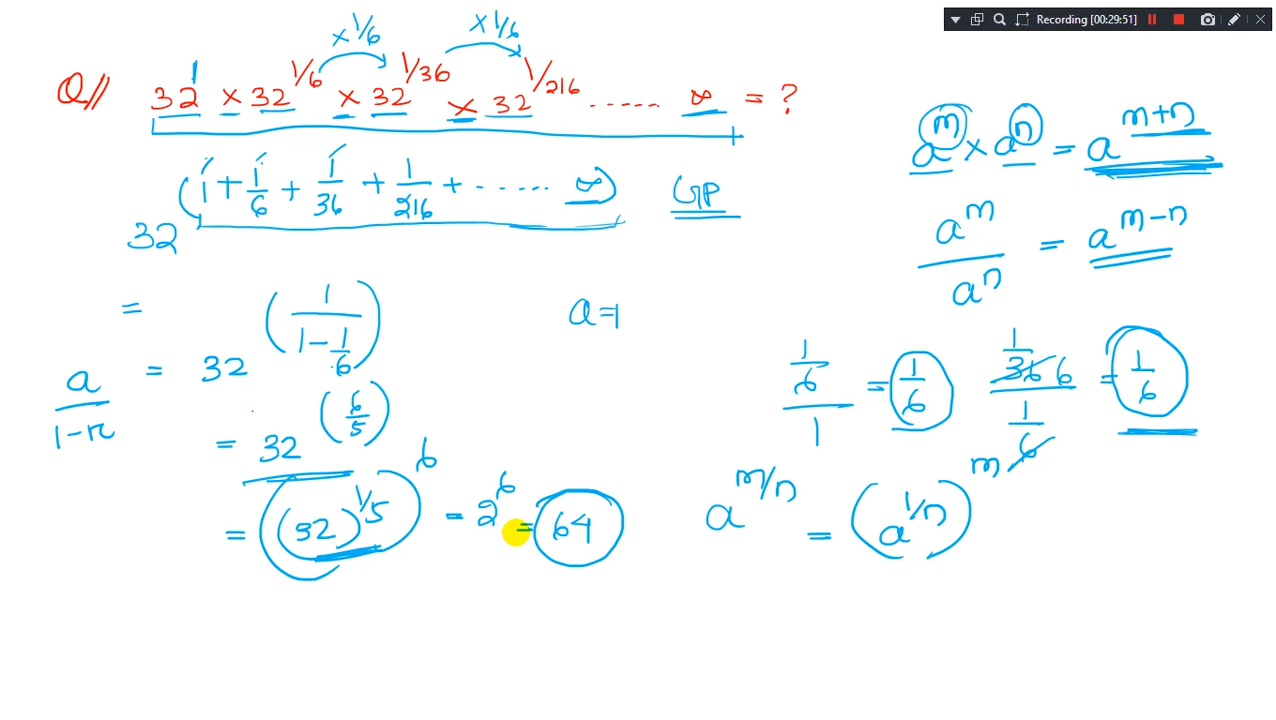 Recording [00:29:51]
×1/6 ×1/6
Q// 32^1 × 32^1/6 × 32^1/36 × 32^1/216 ...... ∞ = ?
a^m × a^n = a^m+n
32^(1 + 1/6 + 1/36 + 1/216 + ....... ∞) GP
a^m/a^n = a^m-n
=
a/1-r = 32^(1/1-1/6) a=1
1/6/1 = 1/6 1/36 6/1/6 = 1/6
= 32^(6/5)
= ((32)^1/5)^6 = 2^6 = 64
a^m/n = (a^1/n)^m